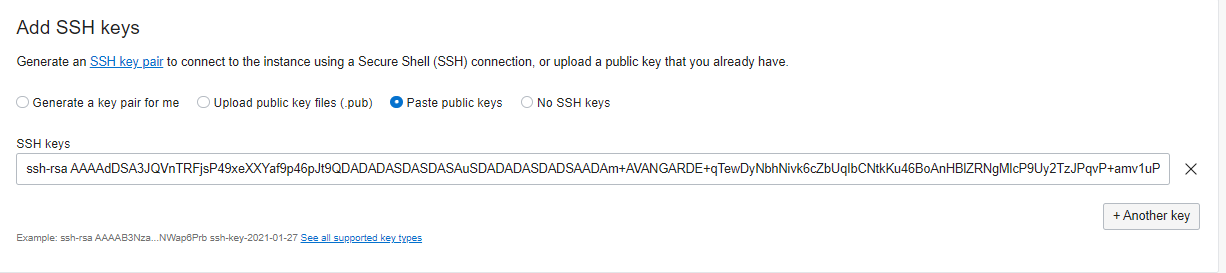 Add SSH keys
Generate an SSH key pair to connect to the instance using a Secure Shell (SSH) connection, or upload a public key that you already have.
Generate a key pair for me Upload public key files (.pub) Paste public keys No SSH keys
SSH keys
ssh-rsa AAAAdDSA3JQVnTRFjsP49xeXXYaf9p46pJt9QDADADASDASDASAuSDADADASDADSAADAm+AVANGARDE+qTewDyNbhNivk6cZbUqIbCNtkKu46BoAnHBlZRNgMlcP9Uy2TzJPqvP+amv1uP
+ Another key
Example: ssh-rsa AAAAB3Nza...NWap6Prb ssh-key-2021-01-27 See all supported key types